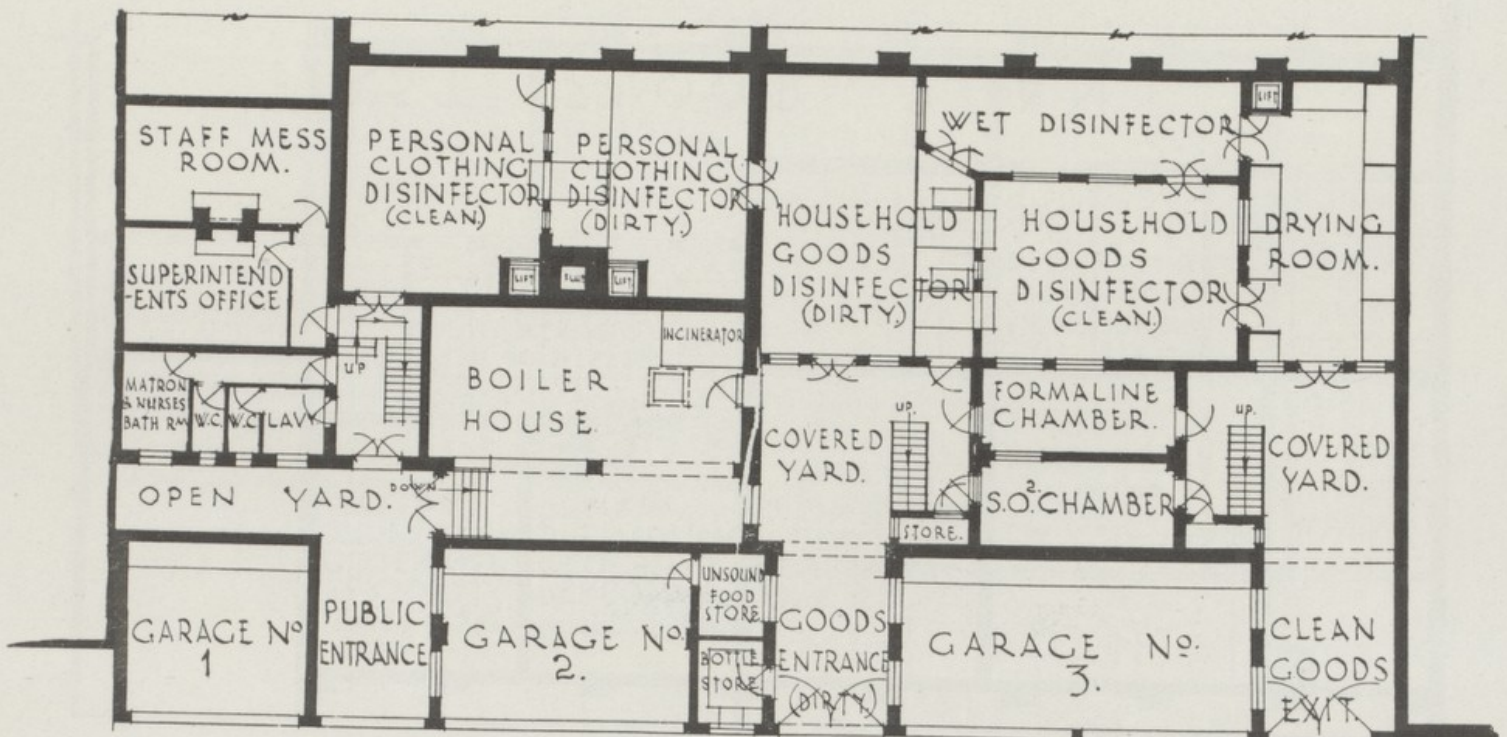 STAFF MESS
ROOM.
PERSONAL
CLOTHING
DISINFECTOR
(CLEAN)
PERSONAL
CLOTHING
DISINFECTOR
(DIRTY.)
WET DISINFECTOR
LIFT
HOUSEHOLD
GOODS
DISINFECTOR
(DIRTY.)
HOUSEHOLD
GOODS
DISINFECTOR
(CLEAN.)
DRYING
ROOM.
SUPERINTEND
-ENTS OFFICE
LIFT
FLUE
LIFT
INCINERATOR
UP
BOILER
HOUSE.
MATRON
& NURSES
BATH RM
W.C.
W.C.
LAVY
COVERED
YARD.
UP.
FORMALINE
CHAMBER.
UP.
COVERED
YARD.
OPEN YARD.
DOWN
S.O.2 CHAMBER
STORE.
GARAGE No
1
PUBLIC
ENTRANCE
GARAGE No.
2.
UNSOUND
FOOD
STORE.
BOTTLE
STORE
GOODS
ENTRANCE
(DIRTY)
GARAGE No.
3.
CLEAN
GOODS
EXIT.